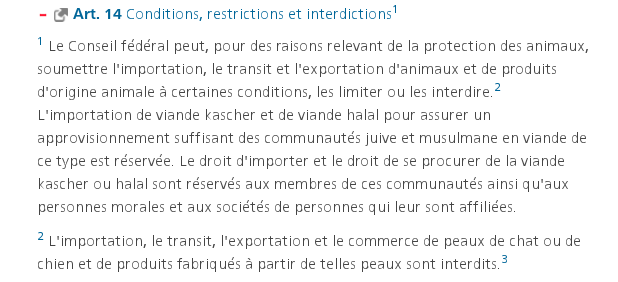 – Art. 14 Conditions, restrictions et interdictions1
1 Le Conseil fédéral peut, pour des raisons relevant de la protection des animaux,
soumettre l'importation, le transit et l'exportation d'animaux et de produits
d'origine animale à certaines conditions, les limiter ou les interdire.2
L'importation de viande kascher et de viande halal pour assurer un
approvisionnement suffisant des communautés juive et musulmane en viande de
ce type est réservée. Le droit d'importer et le droit de se procurer de la viande
kascher ou halal sont réservés aux membres de ces communautés ainsi qu'aux
personnes morales et aux sociétés de personnes qui leur sont affiliées.
2 L'importation, le transit, l'exportation et le commerce de peaux de chat ou de
chien et de produits fabriqués à partir de telles peaux sont interdits.3